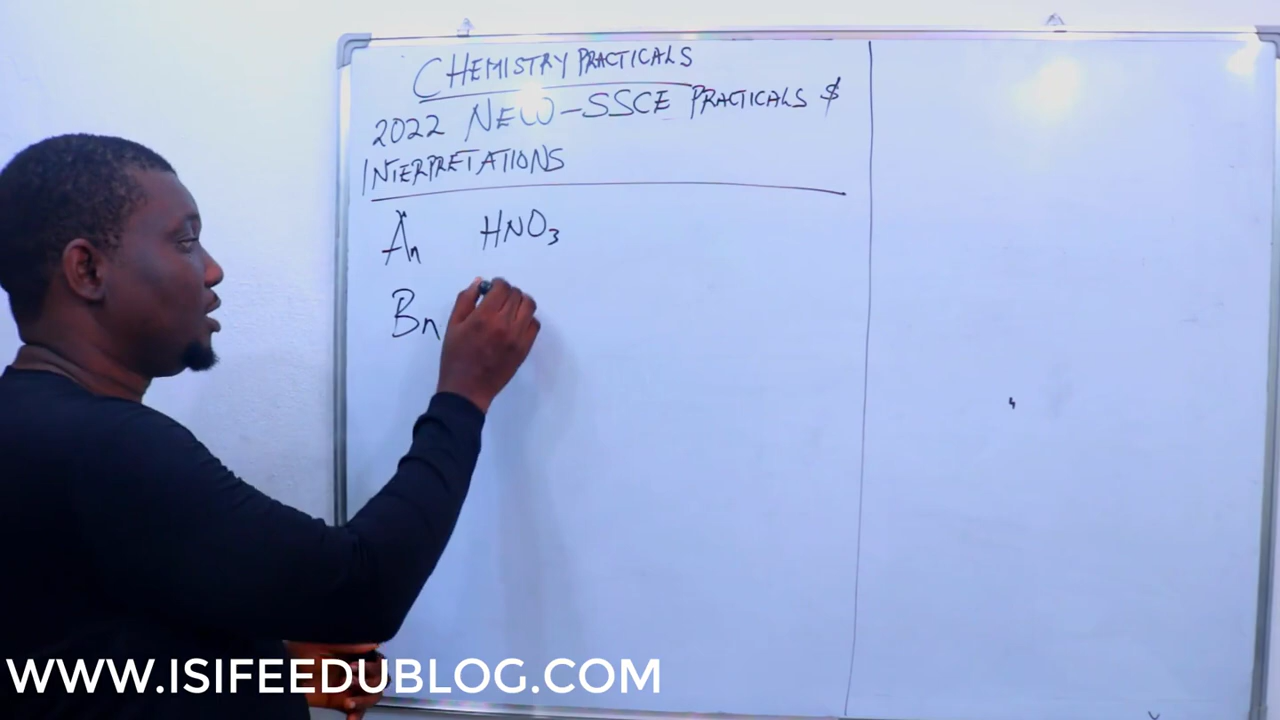 CHEMISTRY PRACTICALS
2022 NEW-SSCE PRACTICALS $
INTERPRETATIONS
An HNO3
Bn
WWW.ISIFEEDUBLOG.COM